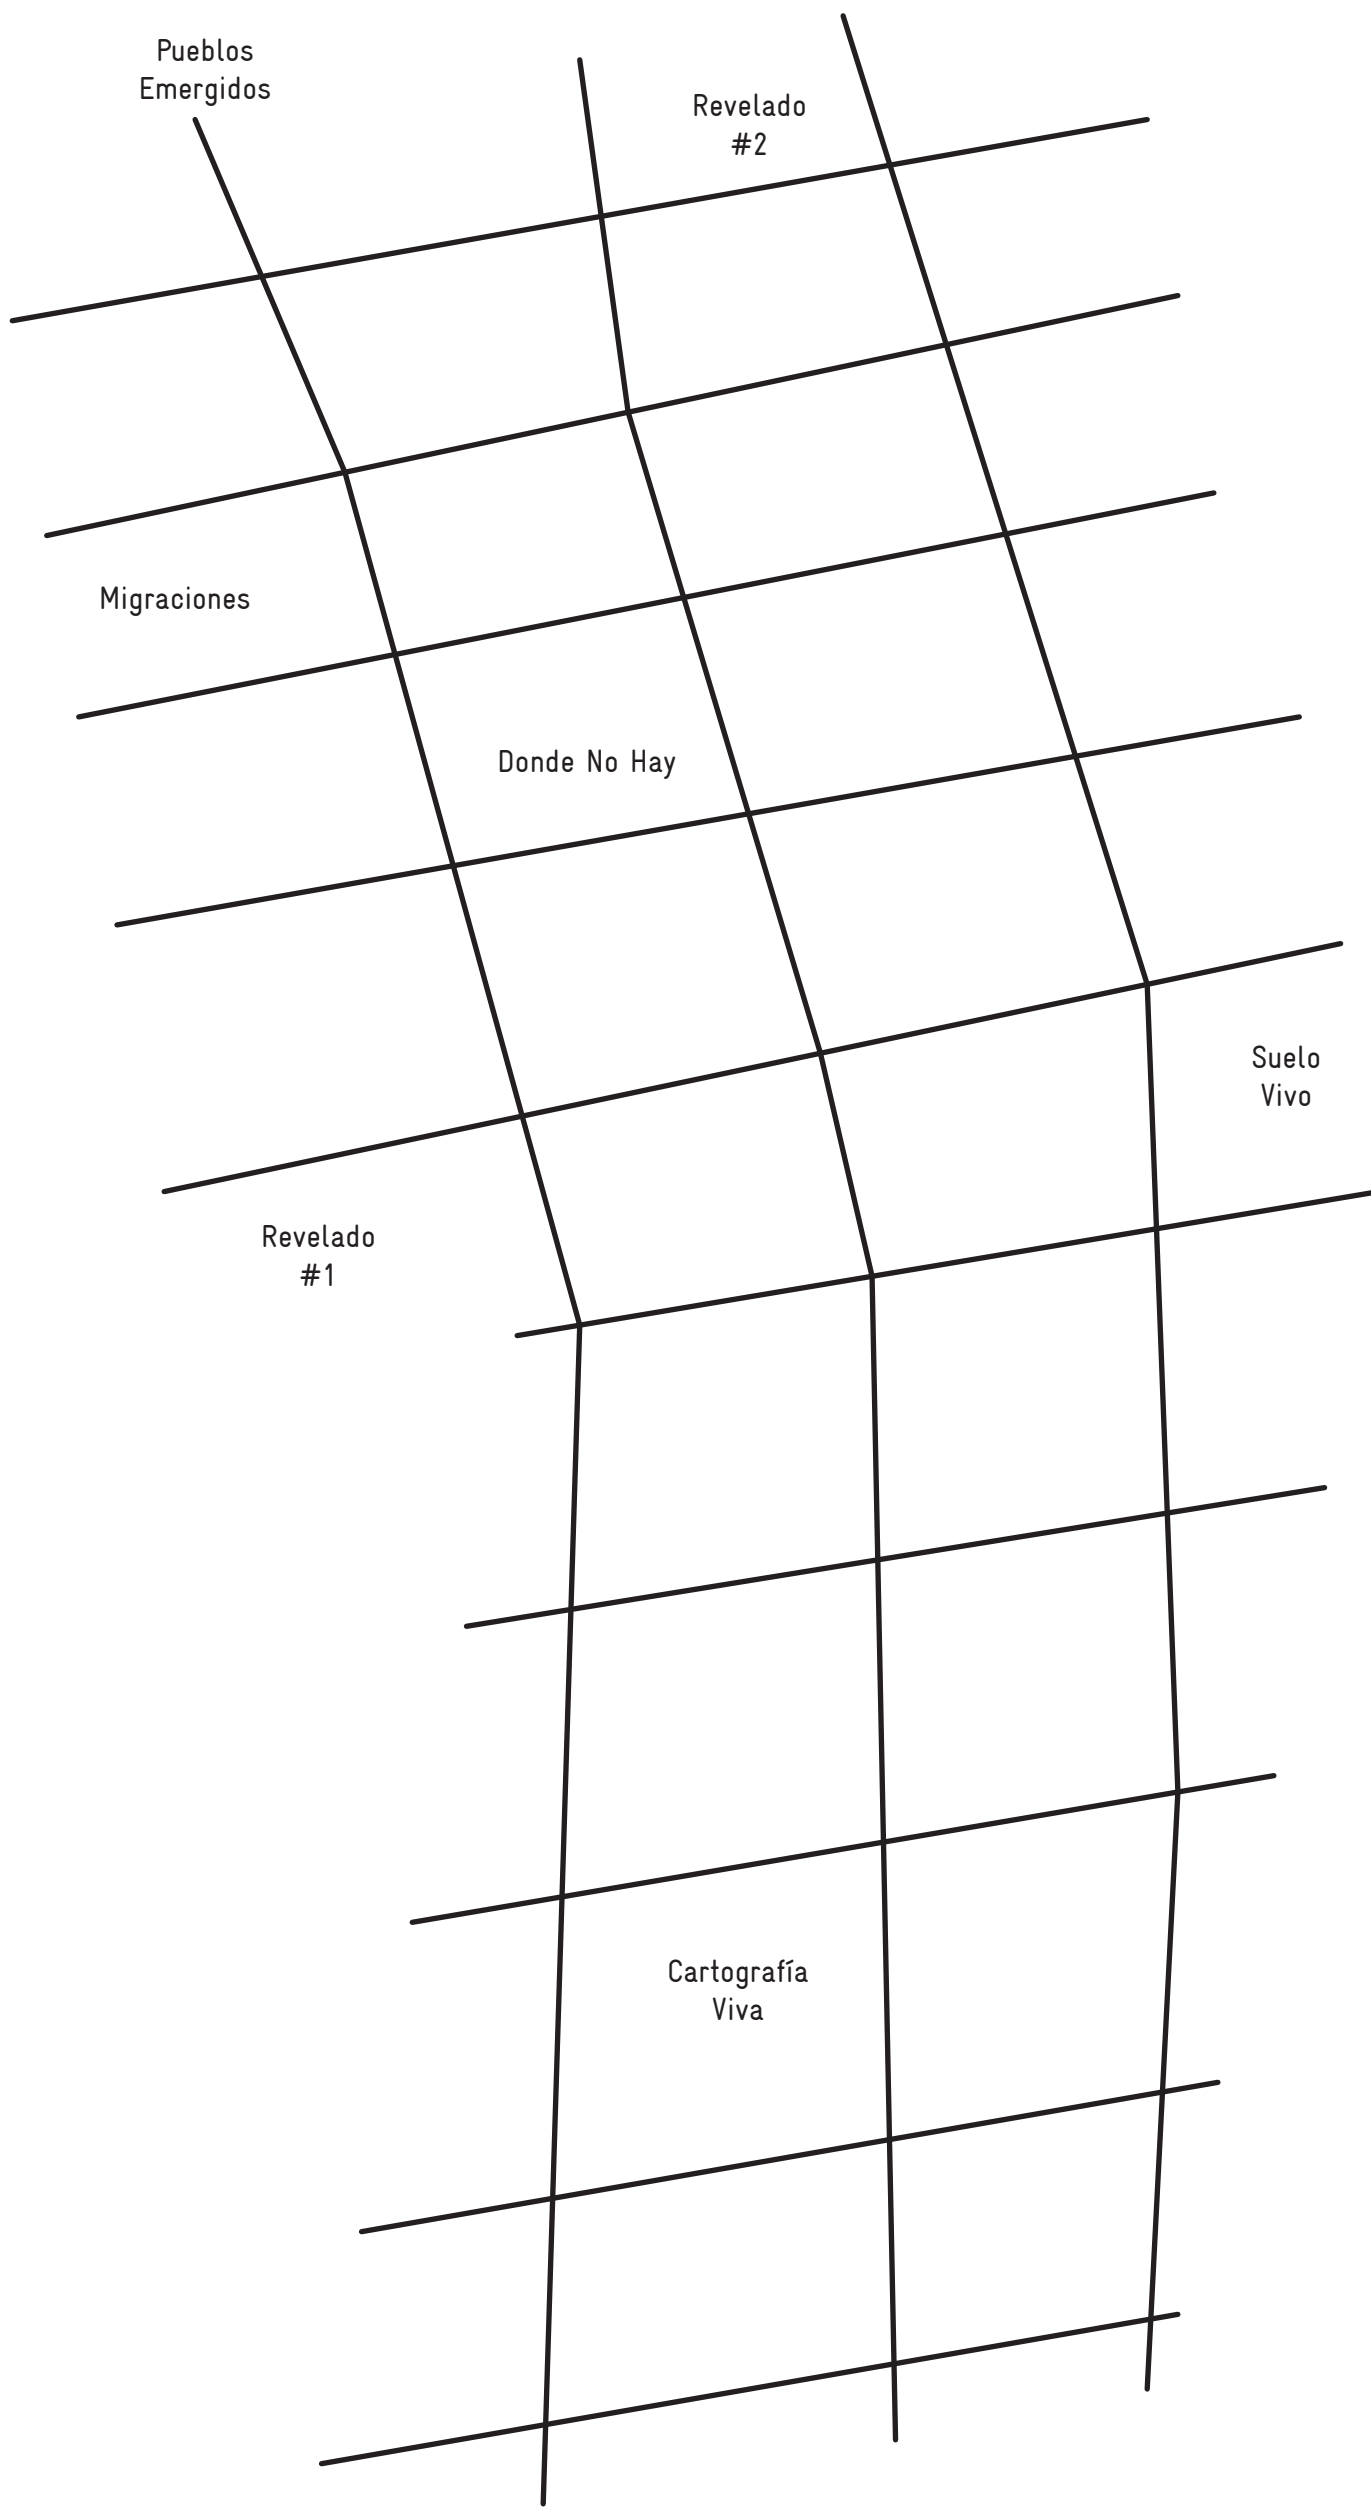 Pueblos
Emergidos
Revelado
#2
Migraciones
Donde No Hay
Suelo
Vivo
Revelado
#1
Cartografía
Viva